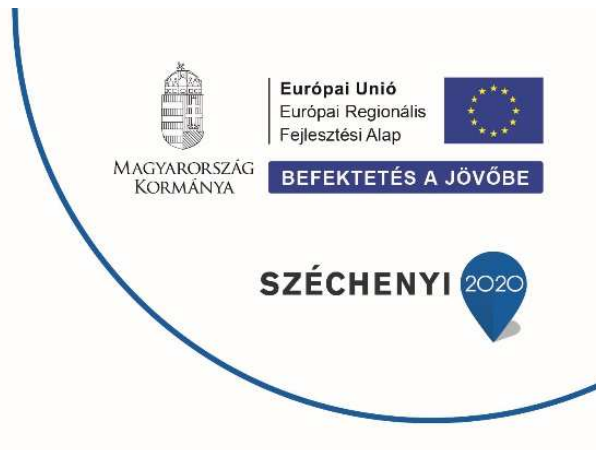 Európai Unió
Európai Regionális
Fejlesztési Alap
MAGYARORSZÁG
KORMÁNYA
BEFEKTETÉS A JÖVŐBE
SZÉCHENYI 2020